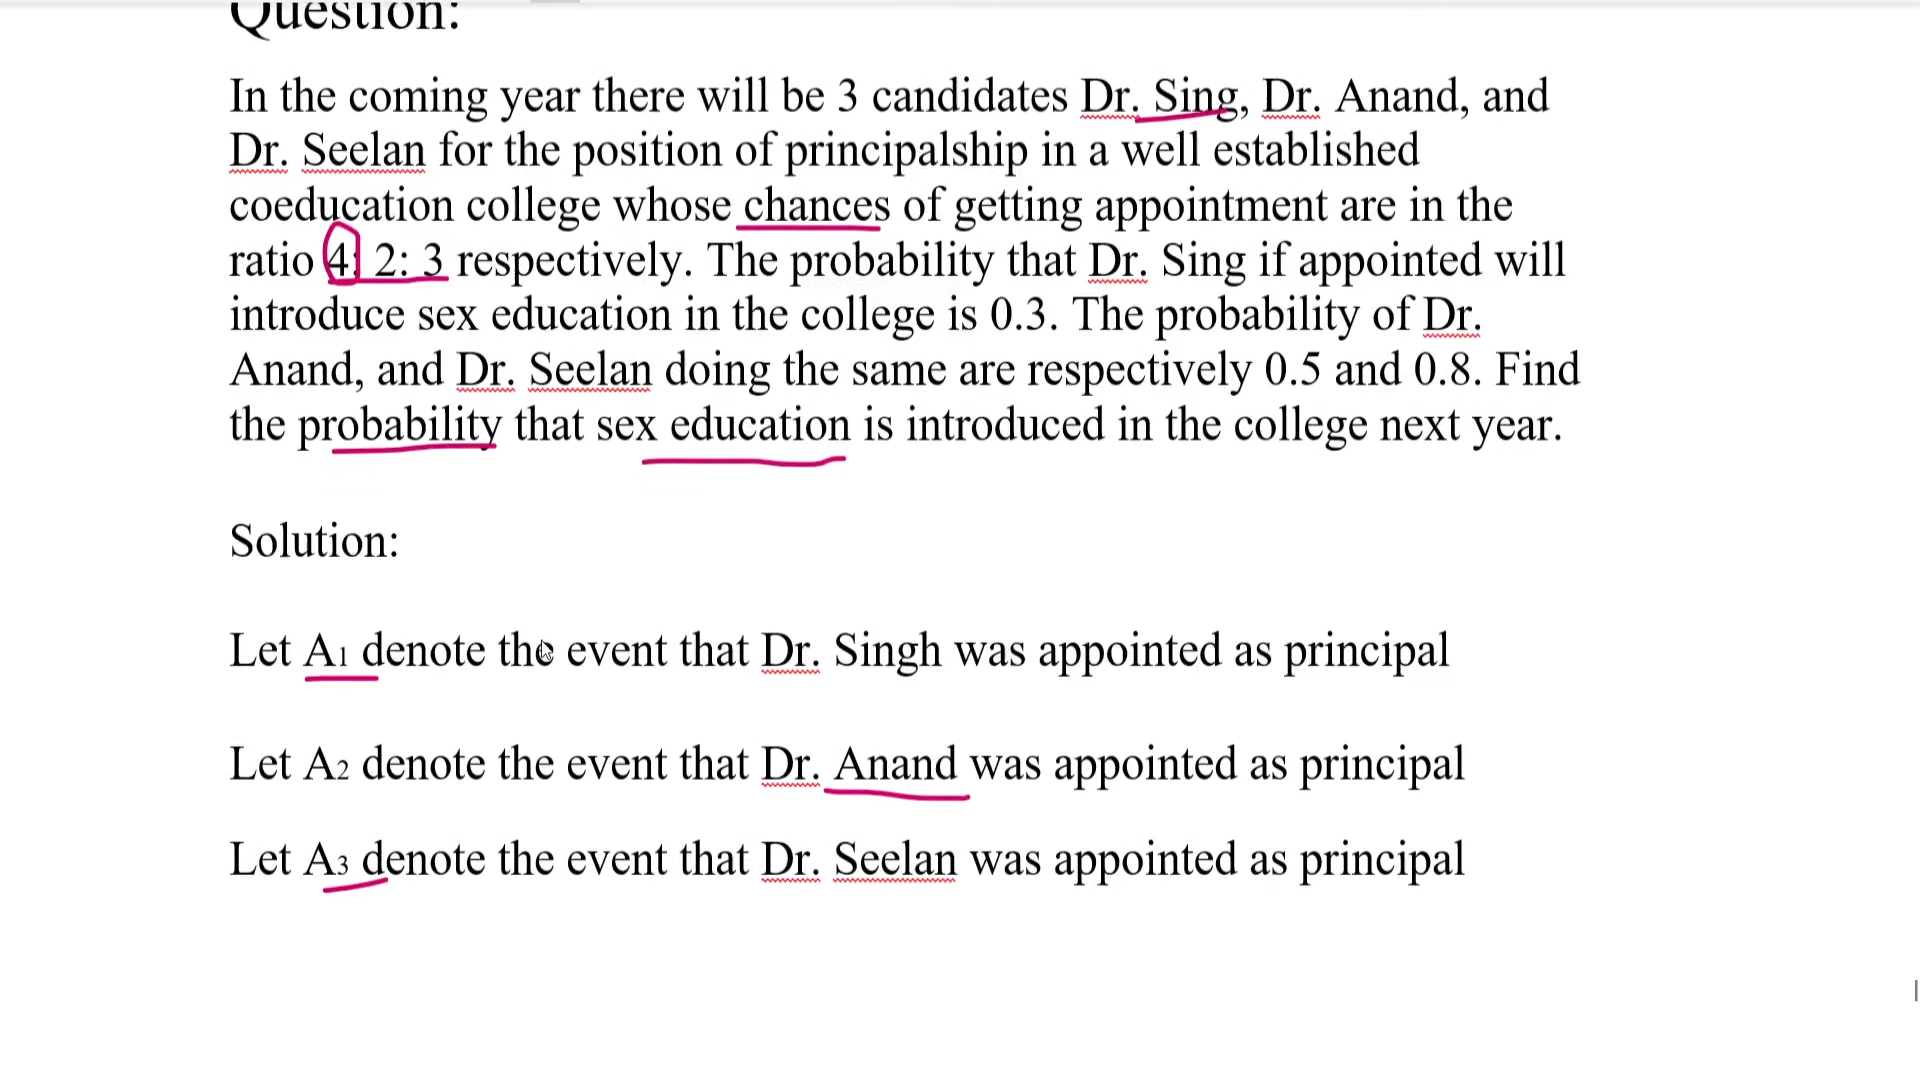 Question:
In the coming year there will be 3 candidates Dr. Sing, Dr. Anand, and
Dr. Seelan for the position of principalship in a well established
coeducation college whose chances of getting appointment are in the
ratio 4: 2: 3 respectively. The probability that Dr. Sing if appointed will
introduce sex education in the college is 0.3. The probability of Dr.
Anand, and Dr. Seelan doing the same are respectively 0.5 and 0.8. Find
the probability that sex education is introduced in the college next year.
Solution:
Let A1 denote the event that Dr. Singh was appointed as principal
Let A2 denote the event that Dr. Anand was appointed as principal
Let A3 denote the event that Dr. Seelan was appointed as principal